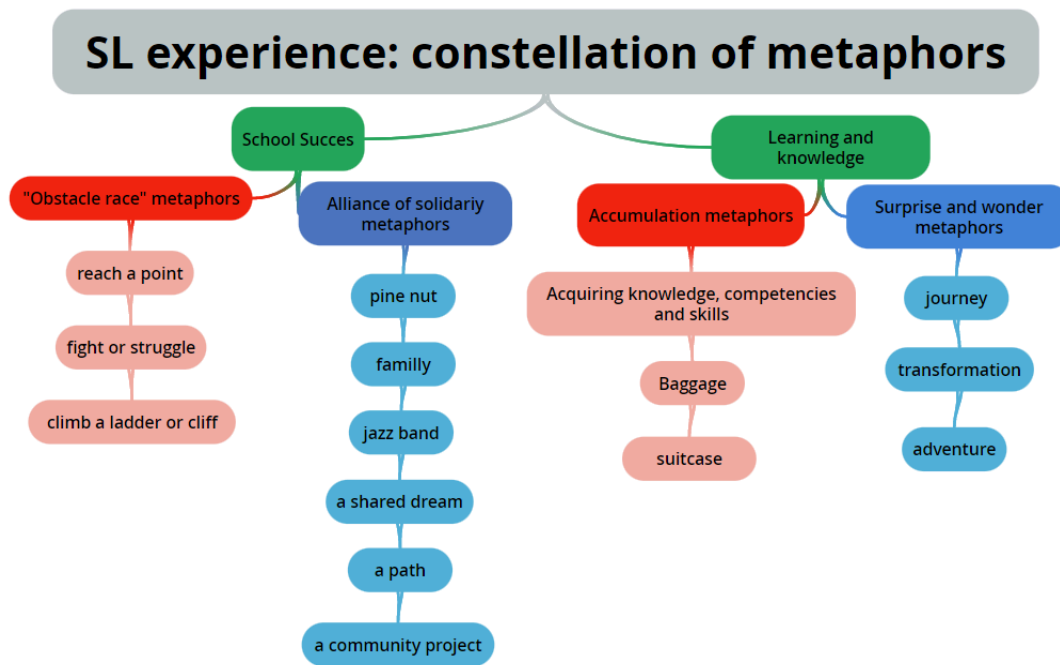 SL experience: constellation of metaphors
School Succes
"Obstacle race" metaphors
reach a point
fight or struggle
climb a ladder or cliff
Alliance of solidariy
metaphors
pine nut
familly
jazz band
a shared dream
a path
a community project
Learning and
knowledge
Accumulation metaphors
Acquiring knowledge, competencies
and skills
Baggage
suitcase
Surprise and wonder
metaphors
journey
transformation
adventure